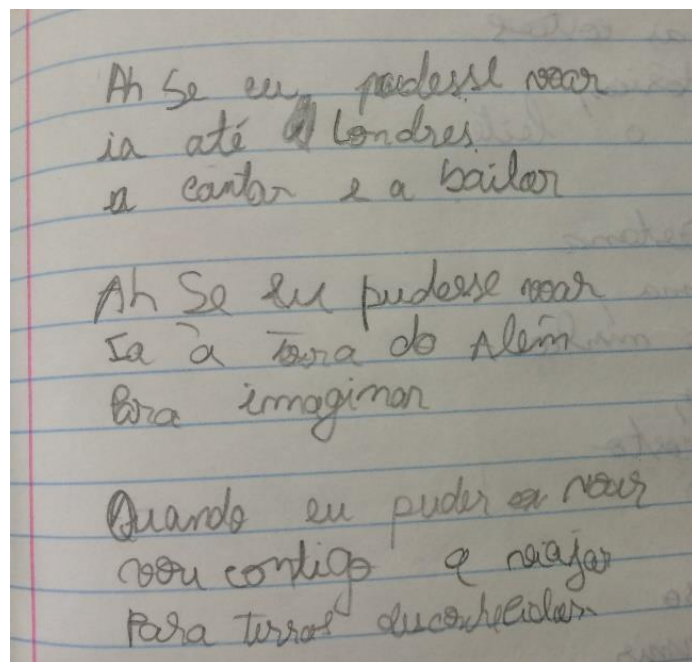 Ah Se eu pudesse voar
ia até Londres
a cantar e a bailar
Ah Se eu pudesse voar
Ia à terra do Além
Para imaginar
Quando eu puder voar
vou contigo a viajar
Para terras desconhecidas